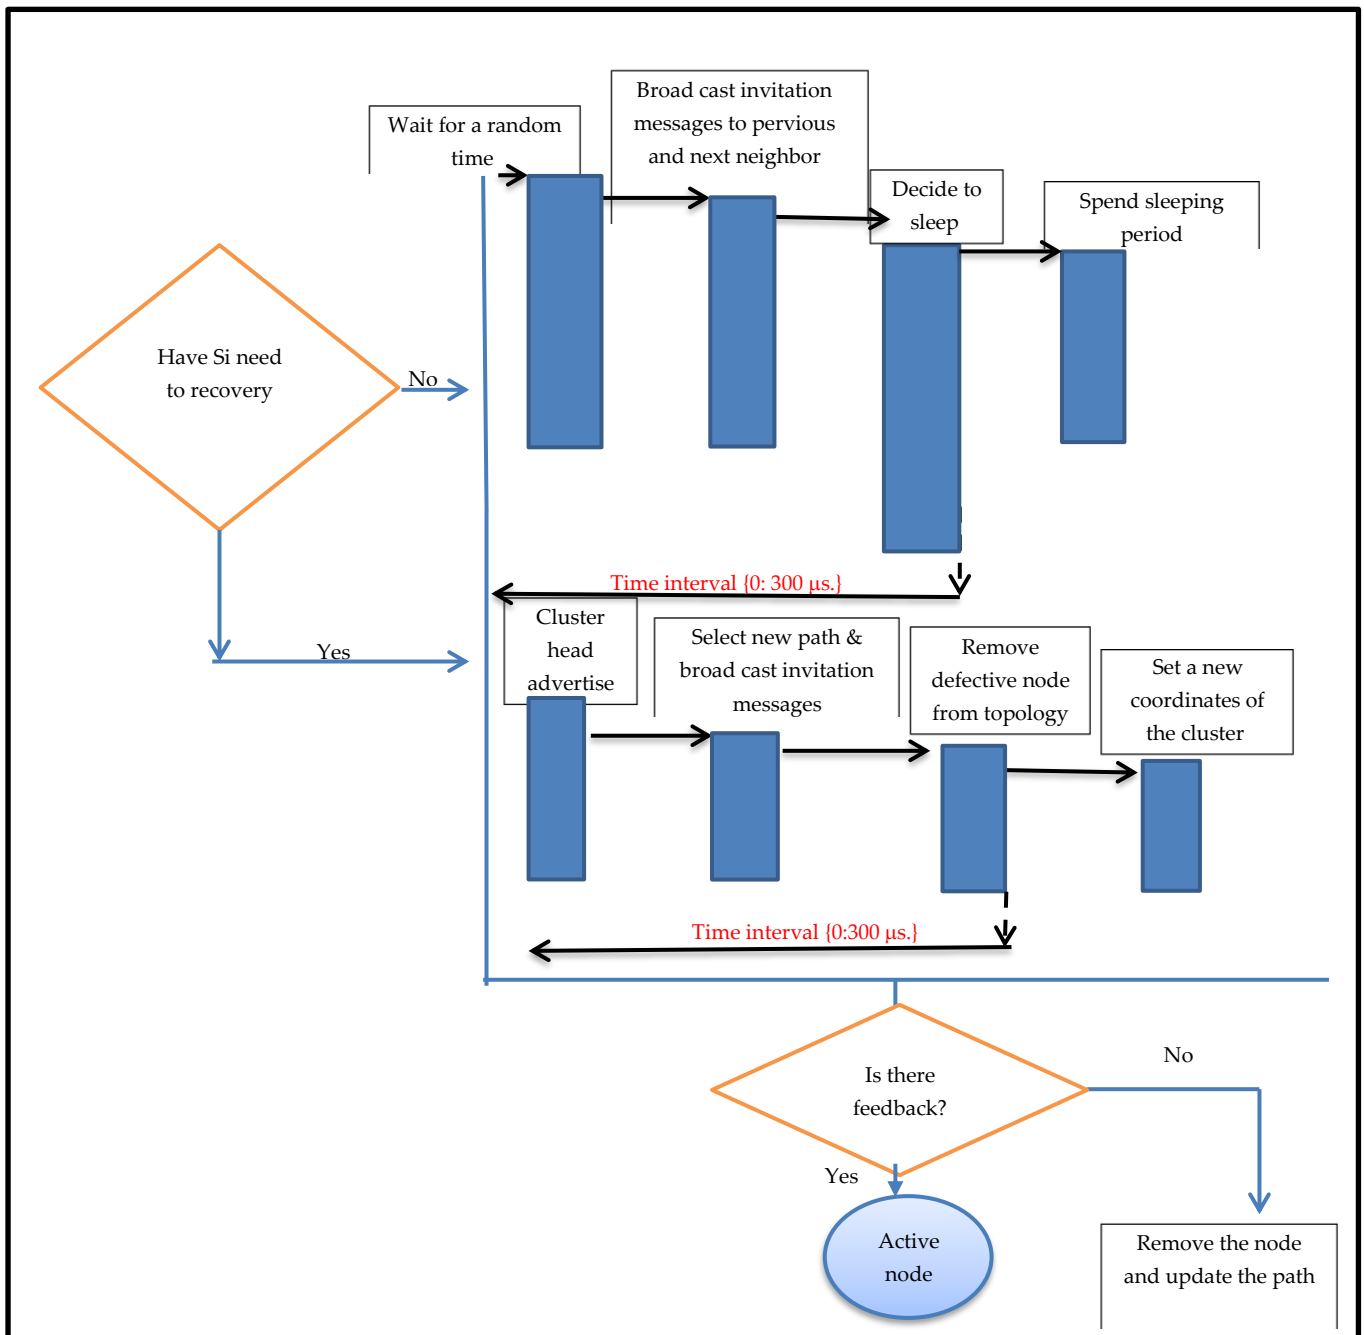 Wait for a random
time
Broad cast invitation
messages to pervious
and next neighbor
Decide to
sleep
Spend sleeping
period
Have Si need
to recovery
No
Yes
Time interval {0: 300 µs.}
Cluster
head
advertise
Select new path &
broad cast invitation
messages
Remove
defective node
from topology
Set a new
coordinates of
the cluster
Time interval {0:300 µs.}
Is there
feedback?
No
Yes
Active
node
Remove the node
and update the path